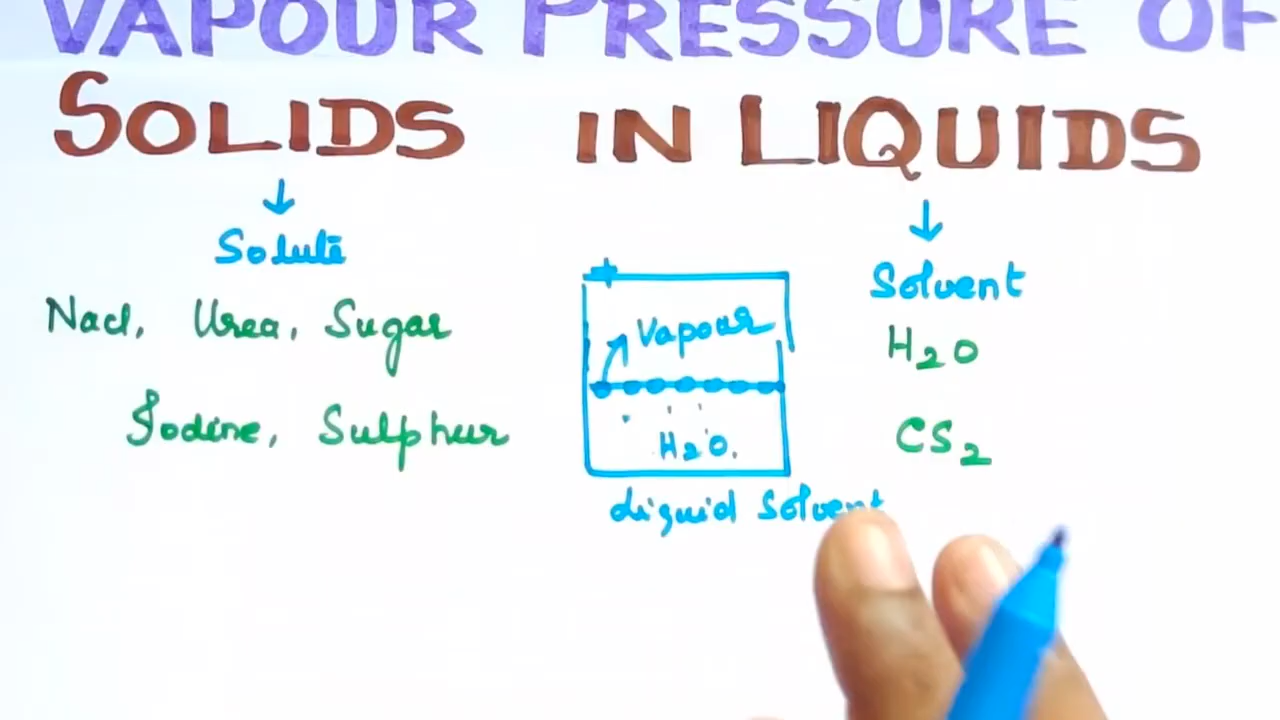 VAPOUR PRESSURE OF
SOLIDS IN LIQUIDS
Solute
Solvent
Nacl, Urea, Sugar
Vapour
H2O
Iodine, Sulphur
H2O.
CS2
Liquid Solvent